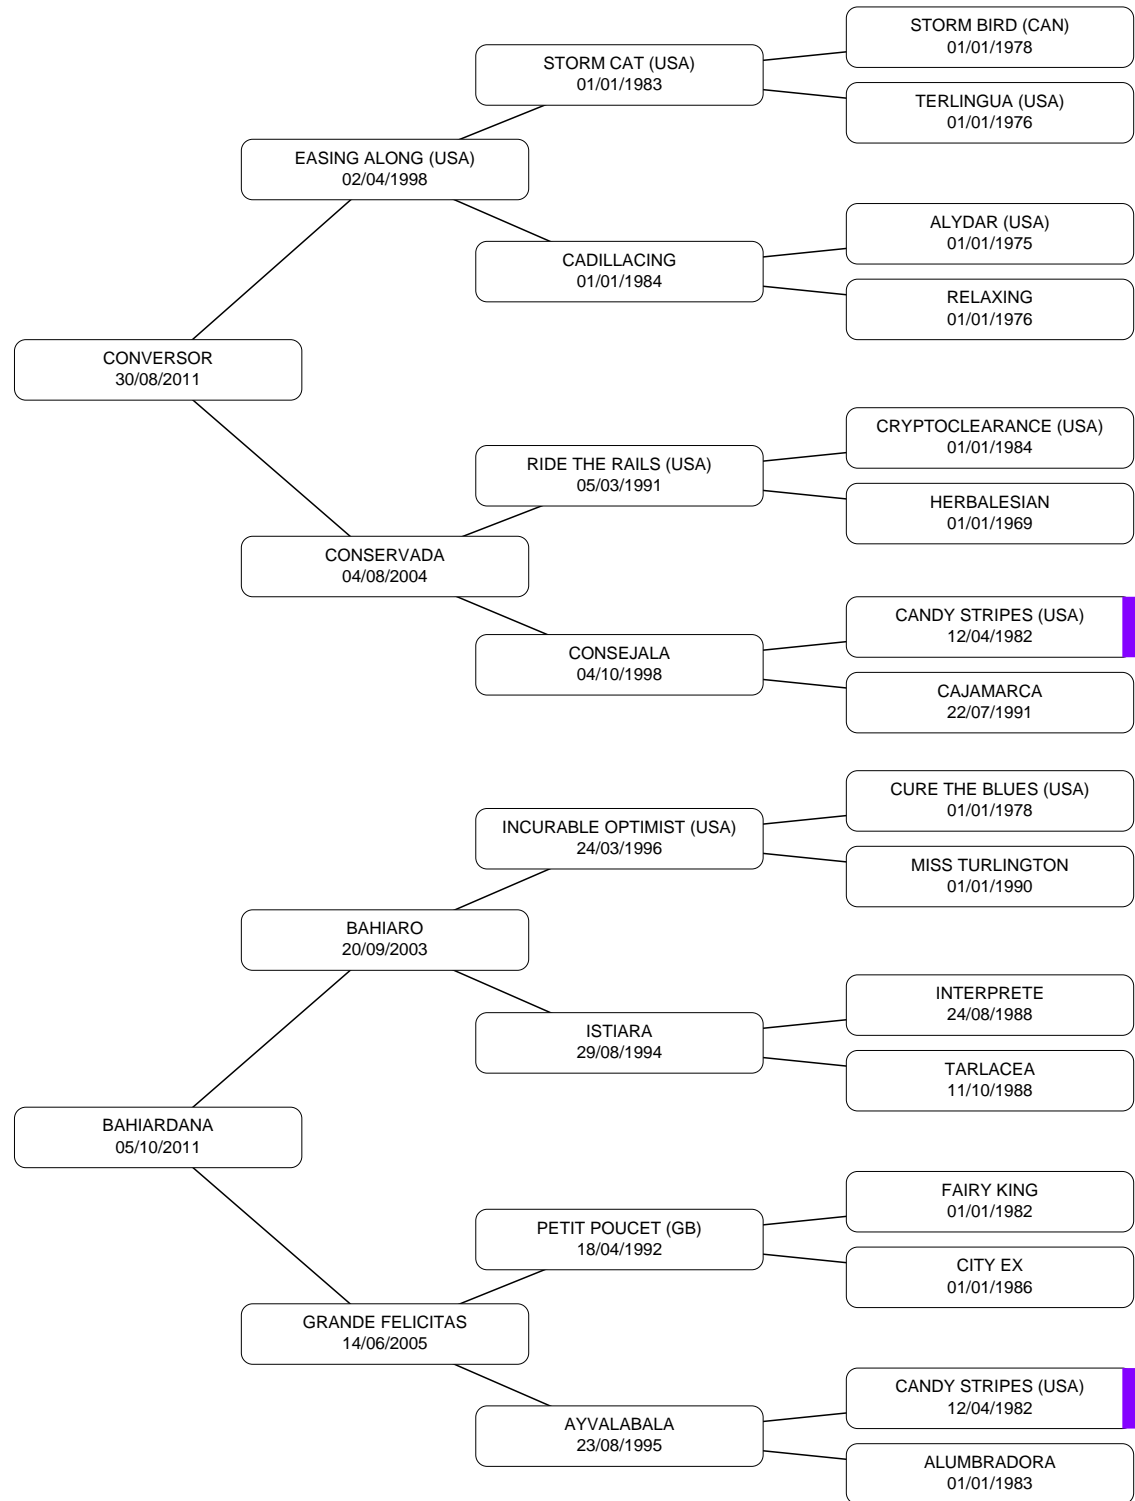 STORM BIRD (CAN)
01/01/1978
STORM CAT (USA)
01/01/1983
TERLINGUA (USA)
01/01/1976
EASING ALONG (USA)
02/04/1998
ALYDAR (USA)
01/01/1975
CADILLACING
01/01/1984
RELAXING
01/01/1976
CONVERSOR
30/08/2011
CRYPTOCLEARANCE (USA)
01/01/1984
RIDE THE RAILS (USA)
05/03/1991
HERBALESIAN
01/01/1969
CONSERVADA
04/08/2004
CANDY STRIPES (USA)
12/04/1982
CONSEJALA
04/10/1998
CAJAMARCA
22/07/1991
CURE THE BLUES (USA)
01/01/1978
INCURABLE OPTIMIST (USA)
24/03/1996
MISS TURLINGTON
01/01/1990
BAHIARO
20/09/2003
INTERPRETE
24/08/1988
ISTIARA
29/08/1994
TARLACEA
11/10/1988
BAHIARDANA
05/10/2011
FAIRY KING
01/01/1982
PETIT POUCET (GB)
18/04/1992
CITY EX
01/01/1986
GRANDE FELICITAS
14/06/2005
CANDY STRIPES (USA)
12/04/1982
AYVALABALA
23/08/1995
ALUMBRADORA
01/01/1983